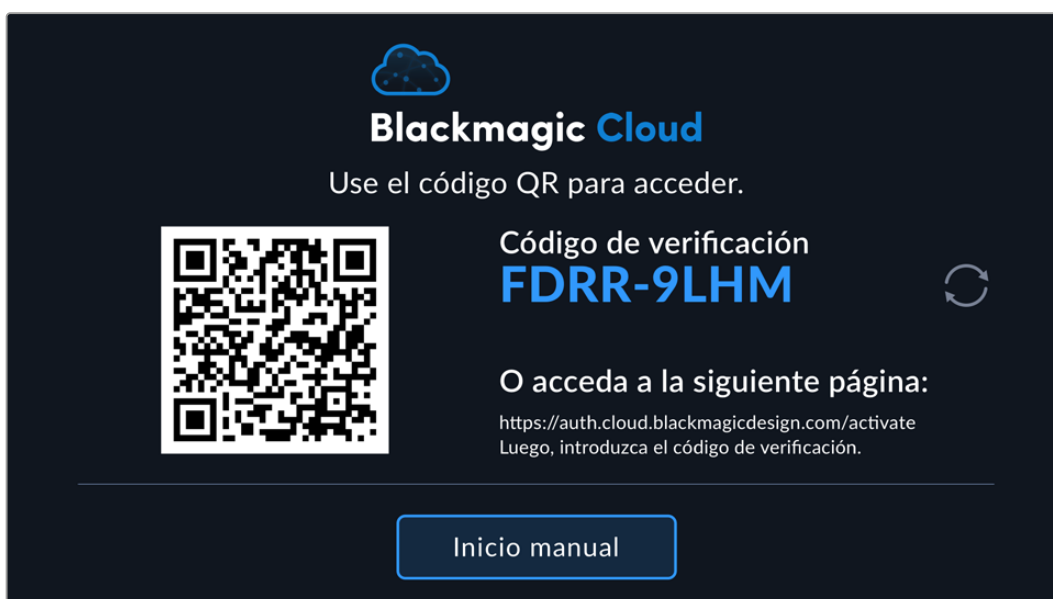 Blackmagic Cloud
Use el código QR para acceder.
Código de verificación
FDRR-9LHM
O acceda a la siguiente página:
https://auth.cloud.blackmagicdesign.com/activate
Luego, introduzca el código de verificación.
Inicio manual